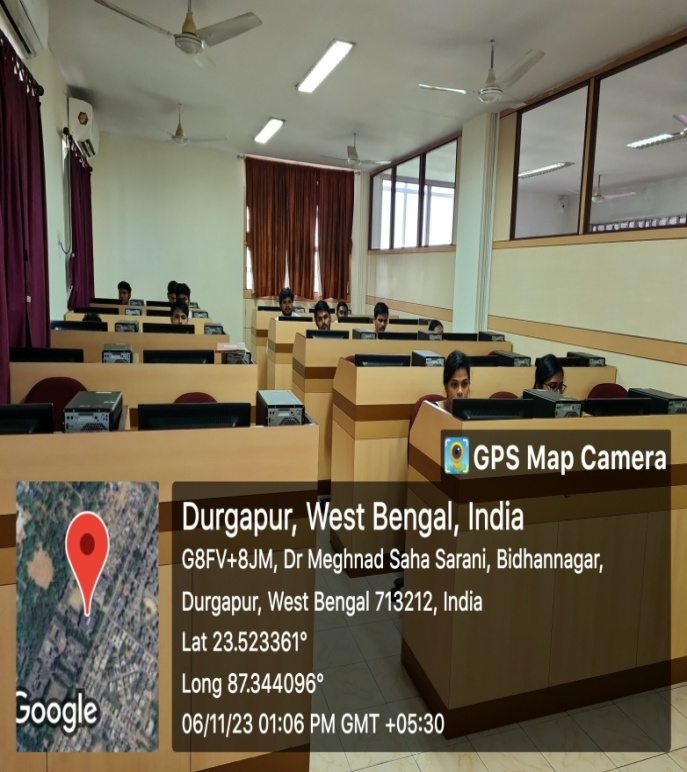 GPS Map Camera
Durgapur, West Bengal, India
G8FV+8JM, Dr Meghnad Saha Sarani, Bidhannagar,
Durgapur, West Bengal 713212, India
Lat 23.523361°
Long 87.344096°
06/11/23 01:06 PM GMT +05:30
Google